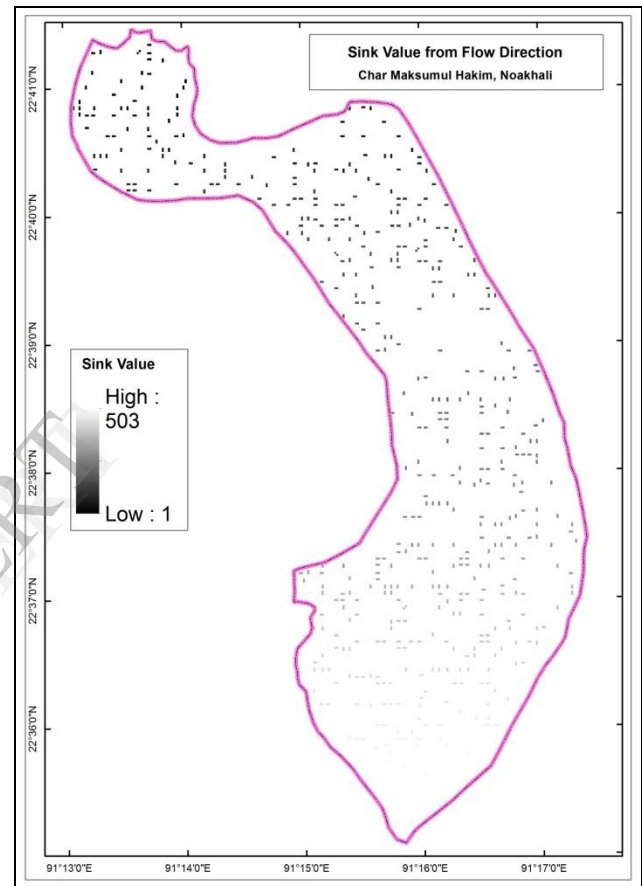 Sink Value from Flow Direction
Char Maksumul Hakim, Noakhali
22°41'0"N
22°40'0"N
22°39'0"N
22°38'0"N
22°37'0"N
22°36'0"N
Sink Value
High :
503
Low : 1
ERT
91°13'0"E
91°14'0"E
91°15'0"E
91°16'0"E
91°17'0"E